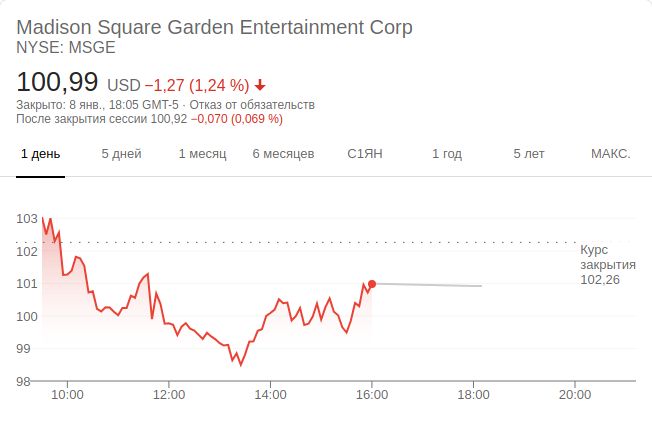 Madison Square Garden Entertainment Corp
NYSE: MSGE
100,99 USD −1,27 (1,24 %)
Закрыто: 8 янв., 18:05 GMT-5 · Отказ от обязательств
После закрытия сессии 100,92 −0,070 (0,069 %)
1 день 5 дней 1 месяц 6 месяцев С1ЯН 1 год 5 лет МАКС.
103
102
101
100
99
98
Курс
закрытия
102,26
10:00 12:00 14:00 16:00 18:00 20:00